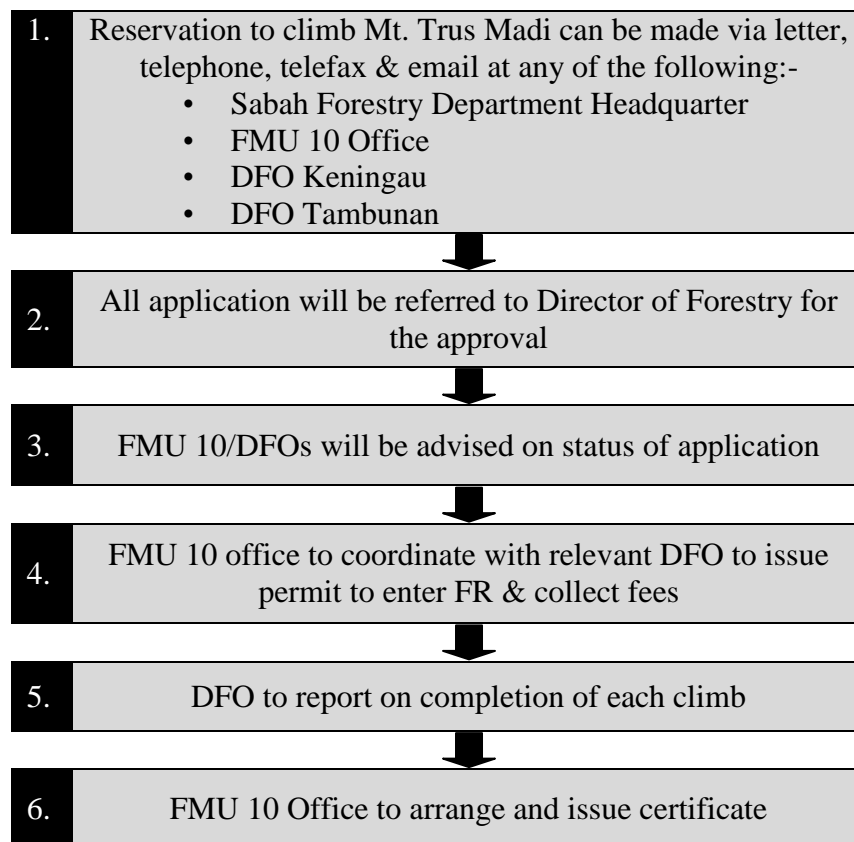 1. Reservation to climb Mt. Trus Madi can be made via letter,
telephone, telefax & email at any of the following:-
• Sabah Forestry Department Headquarter
• FMU 10 Office
• DFO Keningau
• DFO Tambunan
2. All application will be referred to Director of Forestry for
the approval
3. FMU 10/DFOs will be advised on status of application
4. FMU 10 office to coordinate with relevant DFO to issue
permit to enter FR & collect fees
5. DFO to report on completion of each climb
6. FMU 10 Office to arrange and issue certificate